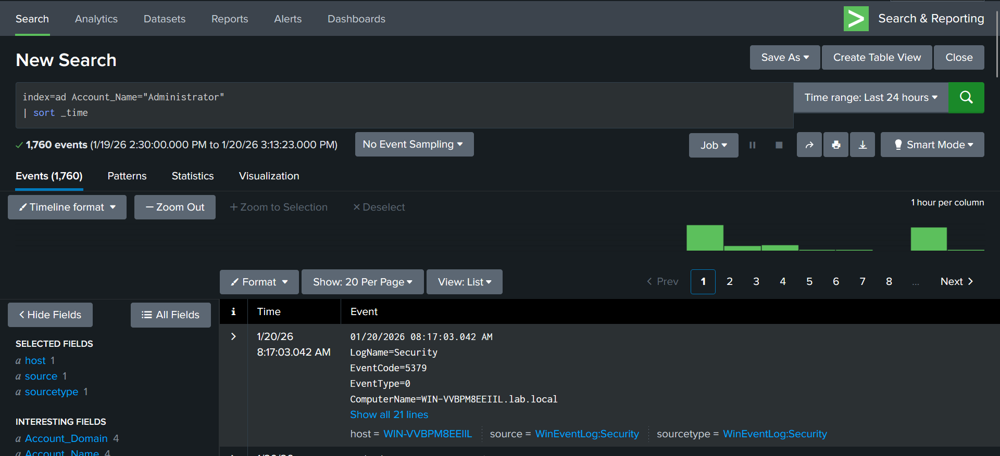 Search Analytics Datasets Reports Alerts Dashboards Search & Reporting
New Search
Save As Create Table View Close
index=ad Account_Name="Administrator"
| sort _time
Time range: Last 24 hours
1,760 events (1/19/26 2:30:00.000 PM to 1/20/26 3:13:23.000 PM)
No Event Sampling
Job
Smart Mode
Events (1,760) Patterns Statistics Visualization
Timeline format — Zoom Out + Zoom to Selection × Deselect
1 hour per column
Format Show: 20 Per Page View: List
< Prev 1 2 3 4 5 6 7 8 ... Next >
< Hide Fields All Fields
i Time Event
SELECTED FIELDS
a host 1
a source 1
a sourcetype 1
INTERESTING FIELDS
a Account_Domain 4
a Account_Name 4
> 1/20/26
8:17:03.042 AM
01/20/2026 08:17:03.042 AM
LogName=Security
EventCode=5379
EventType=0
ComputerName=WIN-VVBPM8EEIIL.lab.local
Show all 21 lines
host = WIN-VVBPM8EEIIL source = WinEventLog:Security sourcetype = WinEventLog:Security